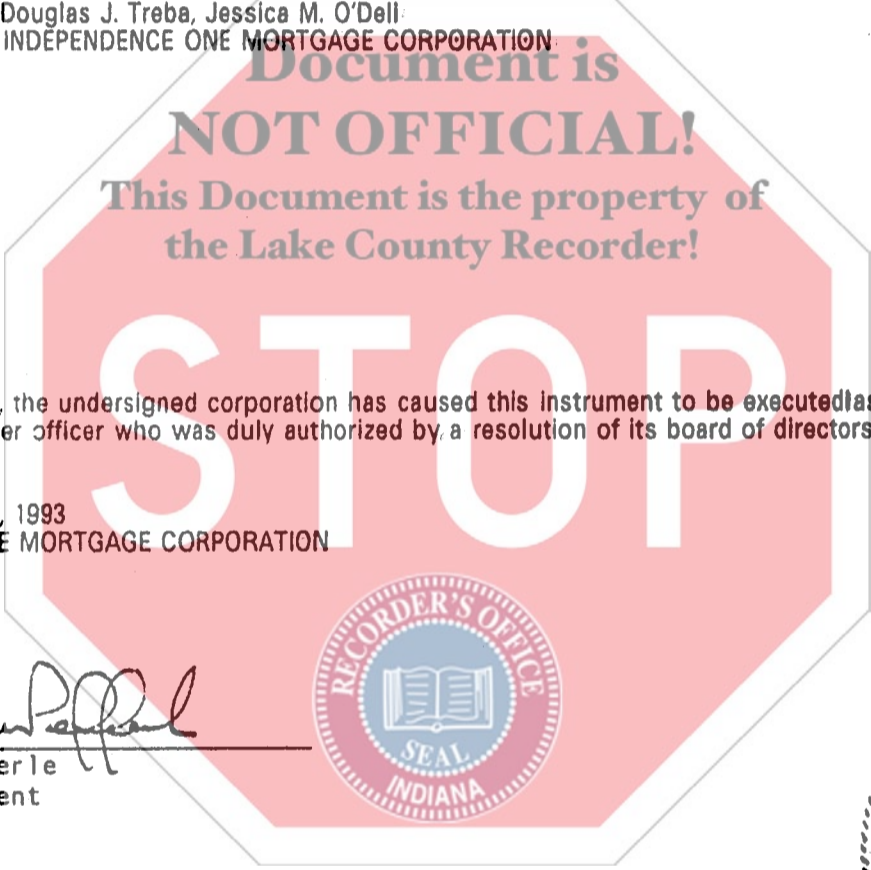 Douglas J. Treba, Jessica M. O'Dell
INDEPENDENCE ONE MORTGAGE CORPORATION
Document is
NOT OFFICIAL!
This Document is the property of
the Lake County Recorder!
STOP
, the undersigned corporation has caused this instrument to be executed as
er officer who was duly authorized by a resolution of its board of directors
, 1993
E MORTGAGE CORPORATION
RECORDER'S OFFICE
SEAL
INDIANA
erle
ent